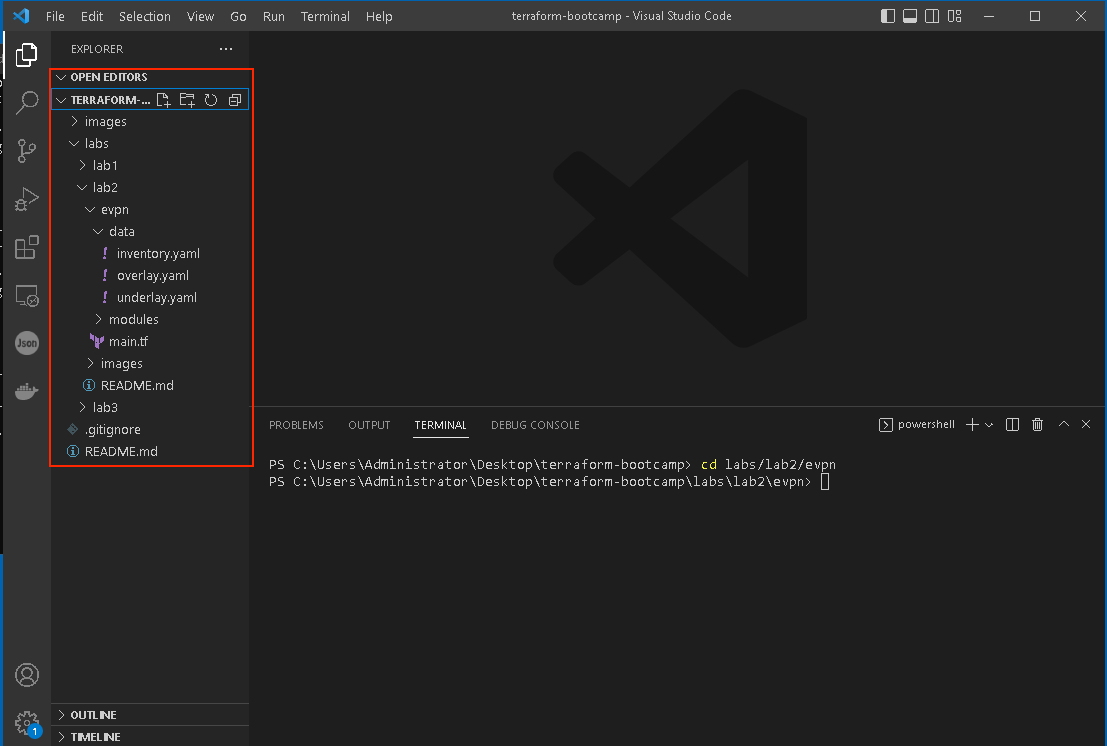 File Edit Selection View Go Run Terminal Help terraform-bootcamp - Visual Studio Code
EXPLORER
OPEN EDITORS
TERRAFORM-...
images
labs
lab1
lab2
evpn
data
! inventory.yaml
! overlay.yaml
! underlay.yaml
modules
main.tf
images
README.md
lab3
.gitignore
README.md
Json
OUTLINE
TIMELINE
1
PROBLEMS OUTPUT TERMINAL DEBUG CONSOLE powershell
PS C:\Users\Administrator\Desktop\terraform-bootcamp> cd labs/lab2/evpn
PS C:\Users\Administrator\Desktop\terraform-bootcamp\labs\lab2\evpn>